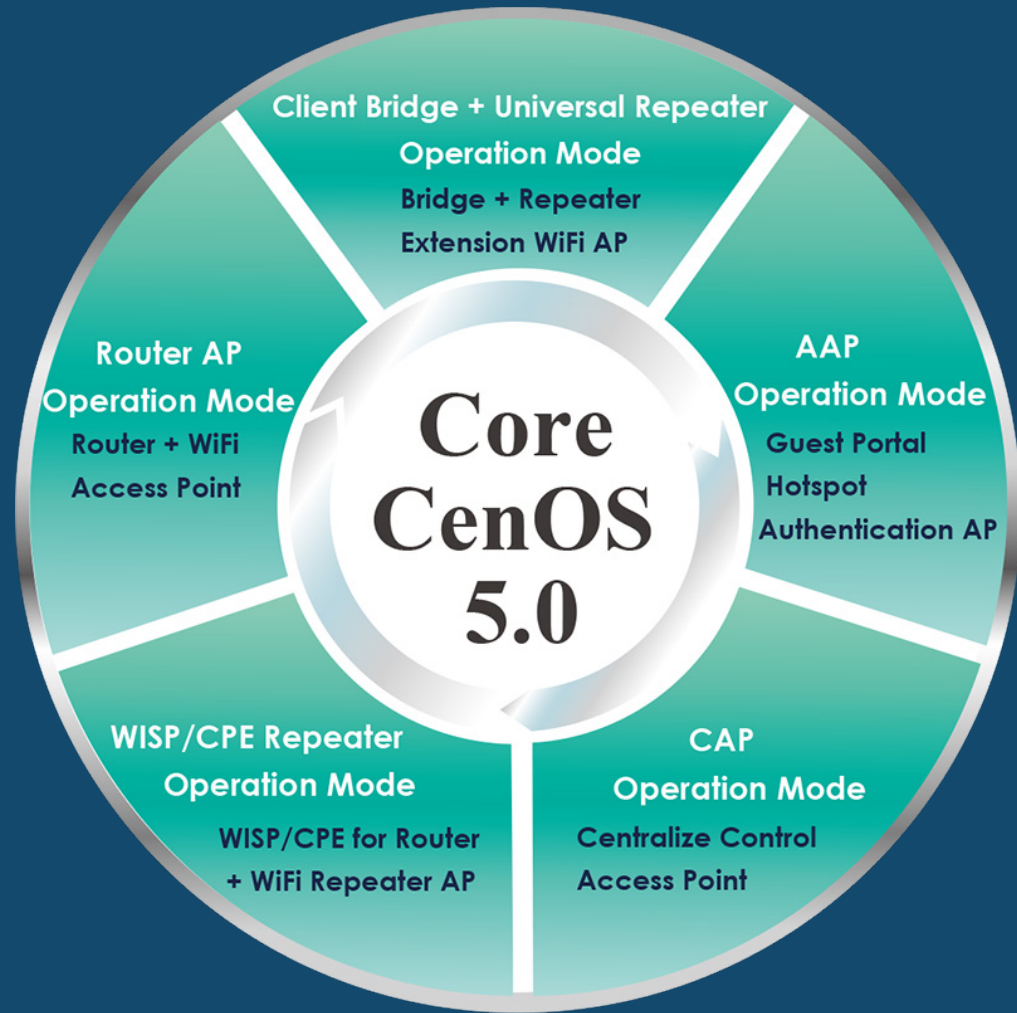 Client Bridge + Universal Repeater
Operation Mode
Bridge + Repeater
Extension WiFi AP
AAP
Operation Mode
Guest Portal
Hotspot
Authentication AP
CAP
Operation Mode
Centralize Control
Access Point
WISP/CPE Repeater
Operation Mode
WISP/CPE for Router
+ WiFi Repeater AP
Router AP
Operation Mode
Router + WiFi
Access Point
Core
CenOS
5.0